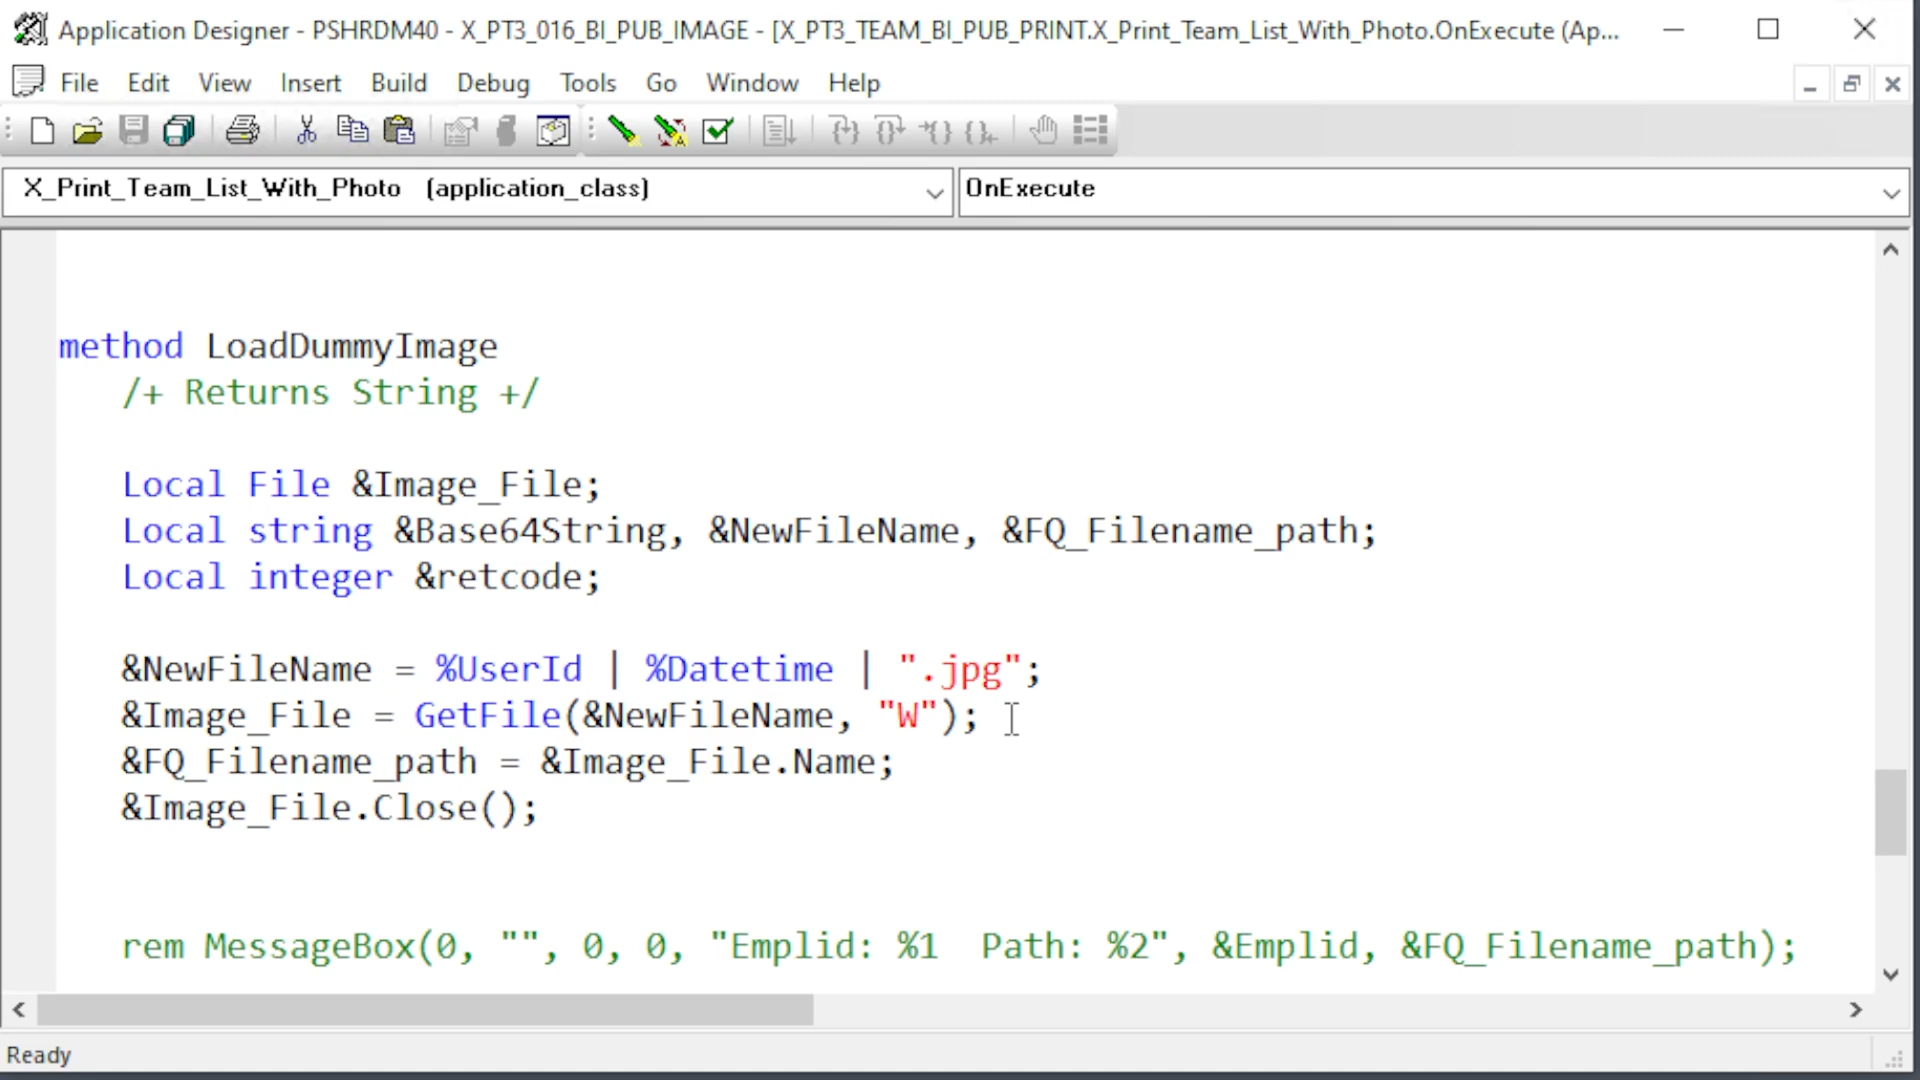 Application Designer - PSHRDM40 - X_PT3_016_BI_PUB_IMAGE - [X_PT3_TEAM_BI_PUB_PRINT.X_Print_Team_List_With_Photo.OnExecute (Ap...
File Edit View Insert Build Debug Tools Go Window Help
X_Print_Team_List_With_Photo (application_class) OnExecute
method LoadDummyImage
/+ Returns String +/
Local File &Image_File;
Local string &Base64String, &NewFileName, &FQ_Filename_path;
Local integer &retcode;
&NewFileName = %UserId | %Datetime | ".jpg";
&Image_File = GetFile(&NewFileName, "W");
&FQ_Filename_path = &Image_File.Name;
&Image_File.Close();
rem MessageBox(0, "", 0, 0, "Emplid: %1  Path: %2", &Emplid, &FQ_Filename_path);
Ready